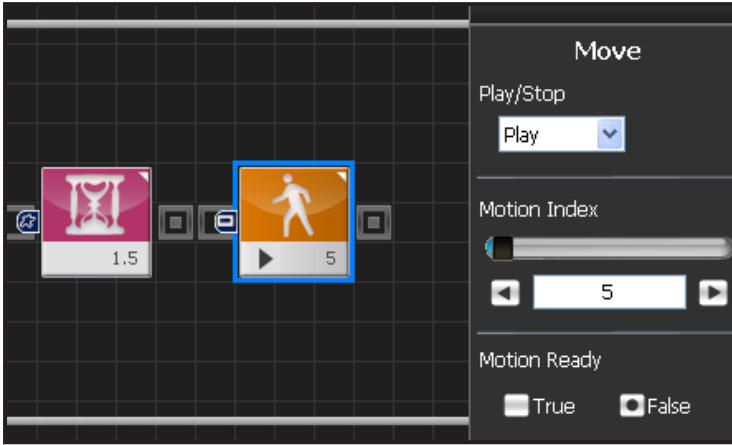 Move
Play/Stop
Play
Motion Index
5
Motion Ready
True False
1.5
5